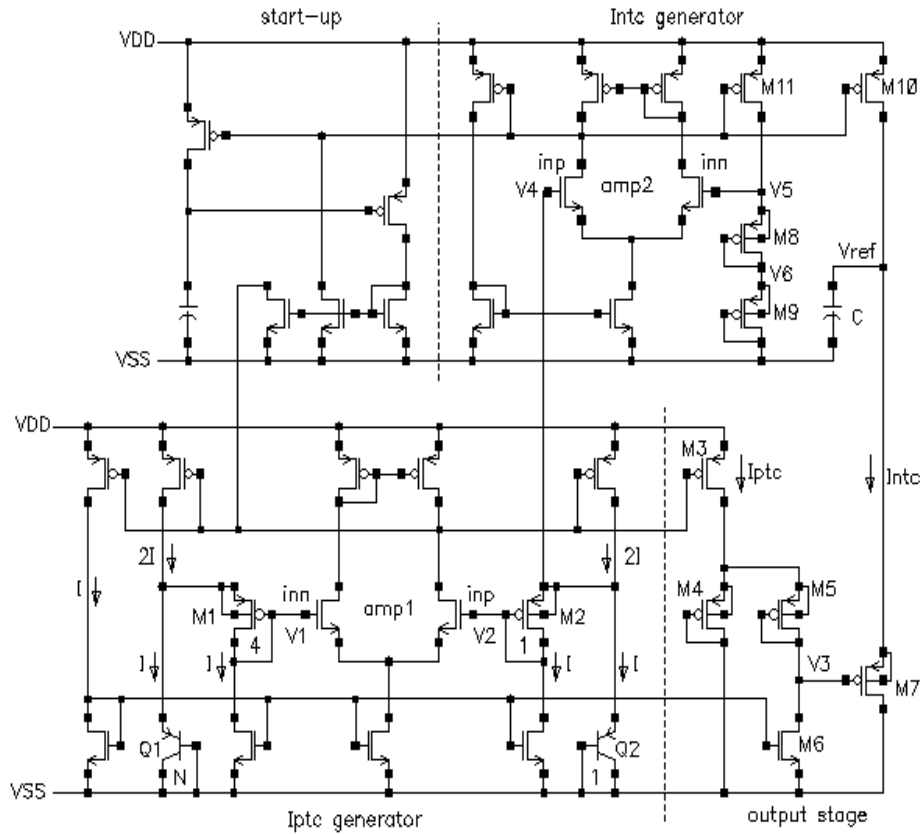 start-up
Intc generator
VDD
M11
M10
inp
inn
V4
amp2
V5
M8
Vref
V6
M9
C
VSS
VDD
M3
Iptc
Intc
2I
2I
I
M4
M5
inn
inp
M1
amp1
M2
4
V1
V2
1
V3
M7
I
I
I
I
Q1
Q2
M6
N
1
VSS
Iptc generator
output stage